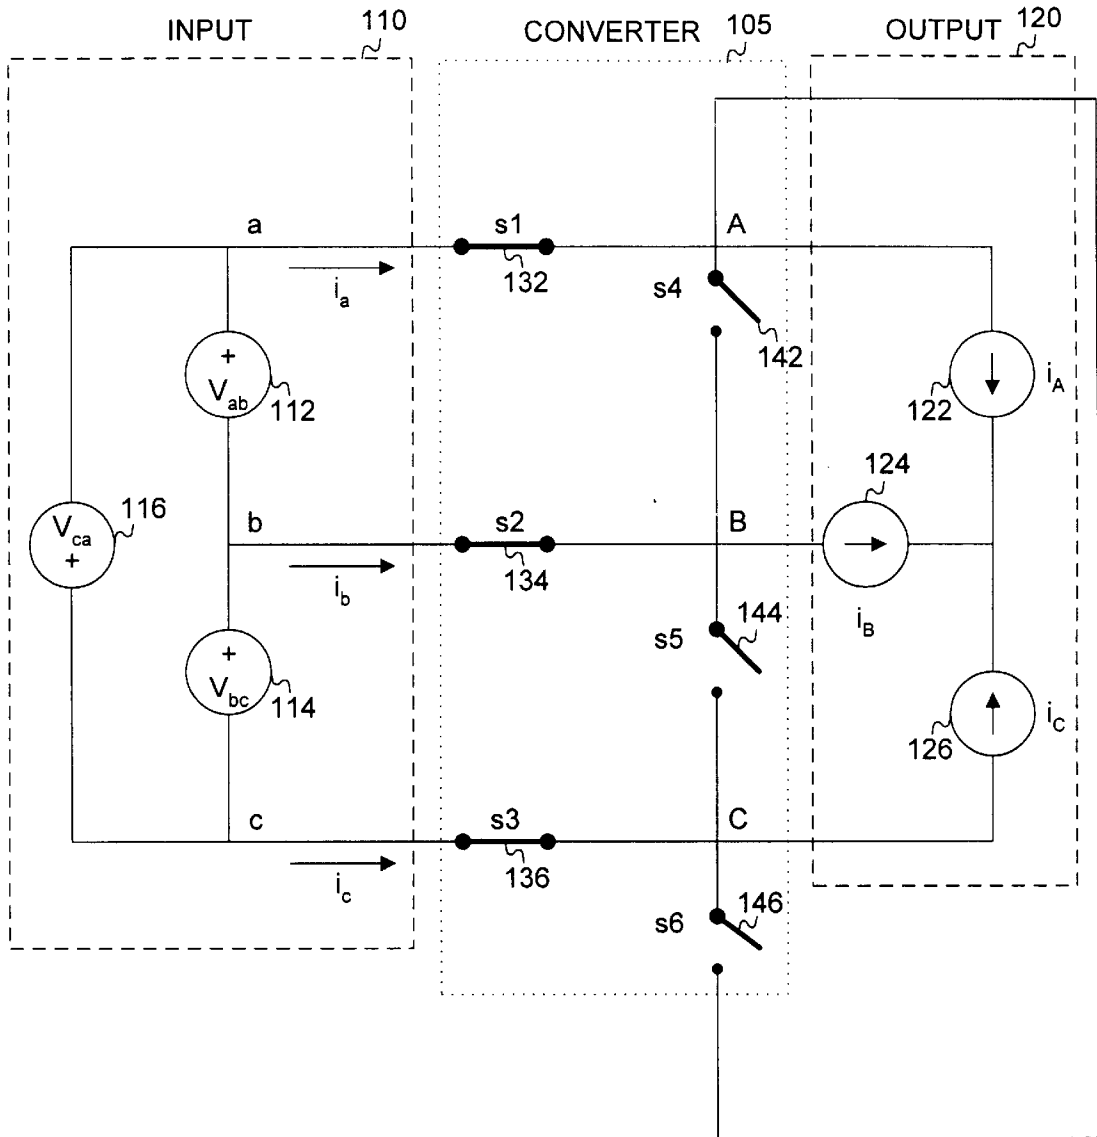 INPUT 110 CONVERTER 105 OUTPUT 120
a s1 A
i_a 132 s4
142
+ V_ab 112
122 i_A
124
V_ca + 116
b s2 B
i_b 134
i_B
144
s5
+ V_bc 114
i_C
126
c s3 C
i_c 136
146
s6